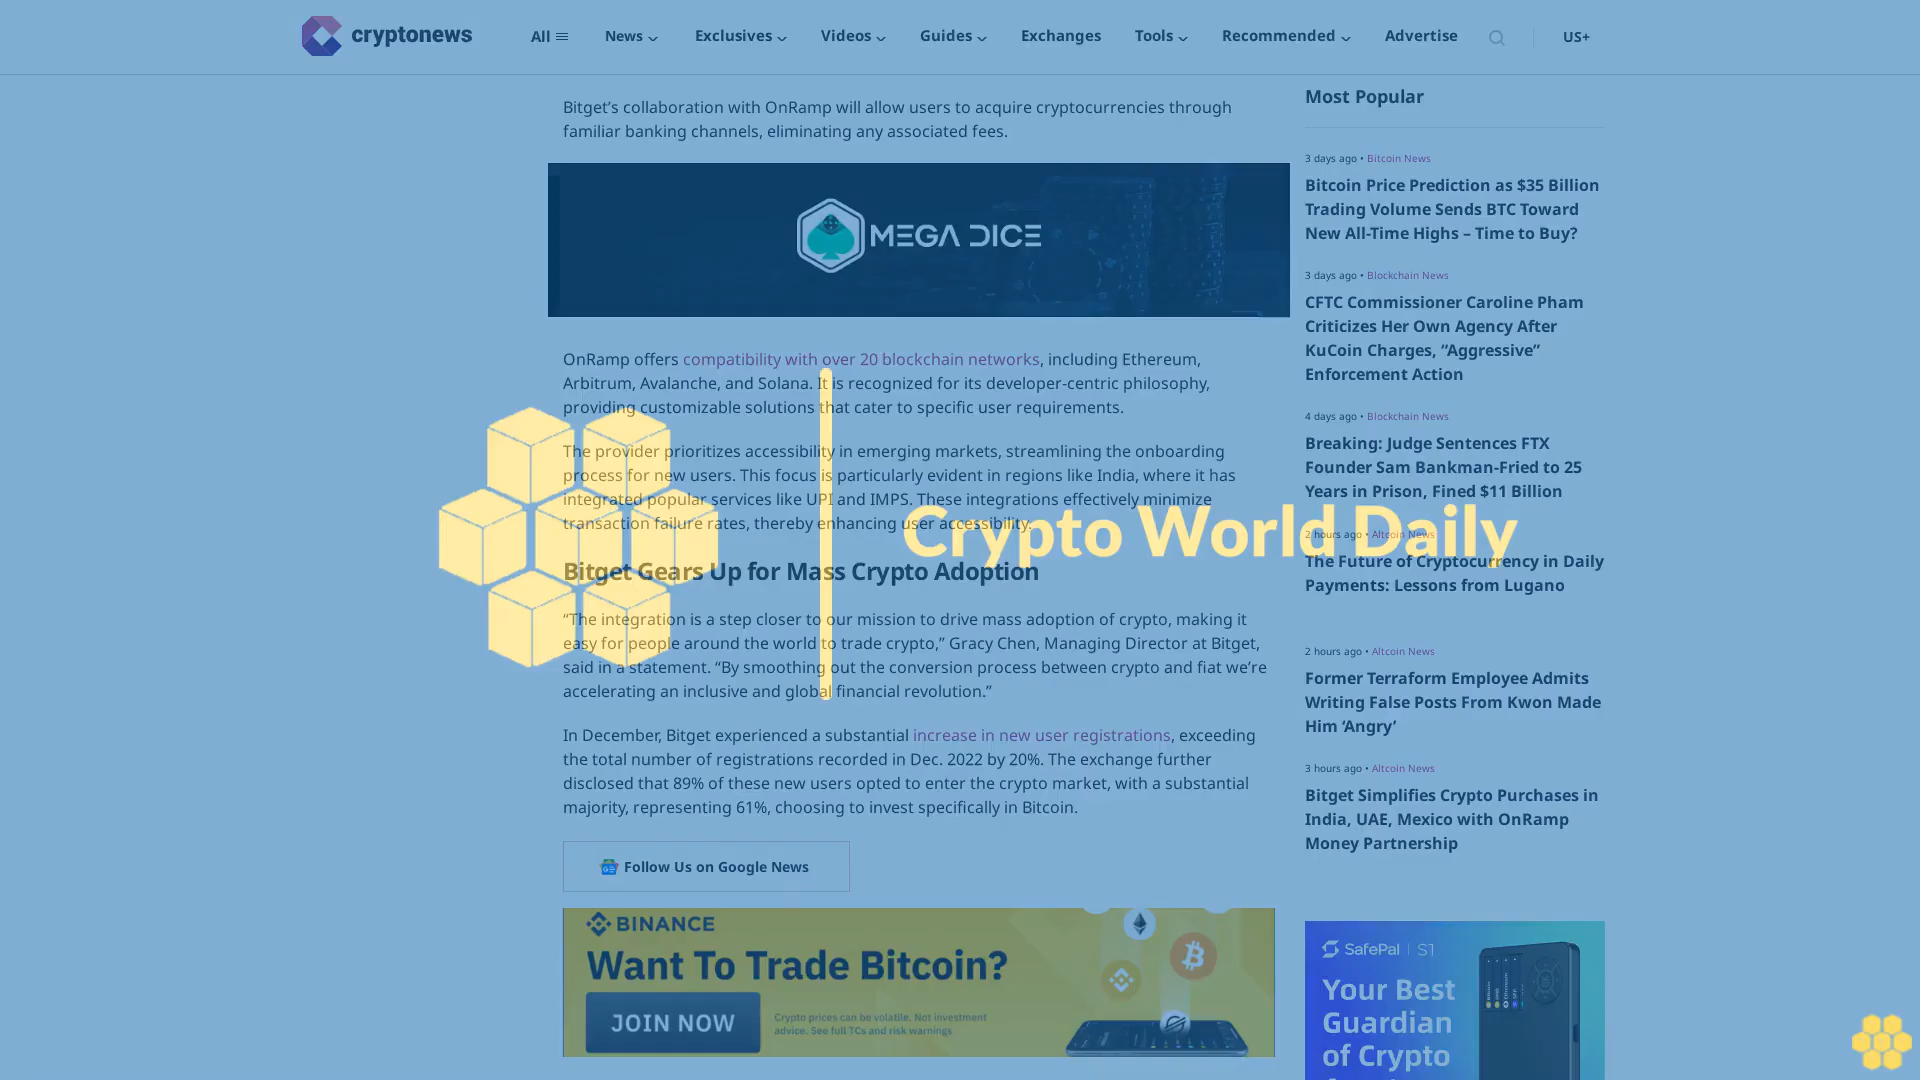 cryptonews
All
News
Exclusives
Videos
Guides
Exchanges
Tools
Recommended
Advertise
US+
Bitget’s collaboration with OnRamp will allow users to acquire cryptocurrencies through
familiar banking channels, eliminating any associated fees.
MEGA DICE
OnRamp offers compatibility with over 20 blockchain networks, including Ethereum,
Arbitrum, Avalanche, and Solana. It is recognized for its developer-centric philosophy,
providing customizable solutions that cater to specific user requirements.
The provider prioritizes accessibility in emerging markets, streamlining the onboarding
process for new users. This focus is particularly evident in regions like India, where it has
integrated popular services like UPI and IMPS. These integrations effectively minimize
transaction failure rates, thereby enhancing user accessibility.
Crypto World Daily
Bitget Gears Up for Mass Crypto Adoption
“The integration is a step closer to our mission to drive mass adoption of crypto, making it
easy for people around the world to trade crypto,” Gracy Chen, Managing Director at Bitget,
said in a statement. “By smoothing out the conversion process between crypto and fiat we’re
accelerating an inclusive and global financial revolution.”
In December, Bitget experienced a substantial increase in new user registrations, exceeding
the total number of registrations recorded in Dec. 2022 by 20%. The exchange further
disclosed that 89% of these new users opted to enter the crypto market, with a substantial
majority, representing 61%, choosing to invest specifically in Bitcoin.
Follow Us on Google News
BINANCE
Want To Trade Bitcoin?
JOIN NOW
Crypto prices can be volatile. Not investment
advice. See full TCs and risk warnings
Most Popular
3 days ago • Bitcoin News
Bitcoin Price Prediction as $35 Billion
Trading Volume Sends BTC Toward
New All-Time Highs – Time to Buy?
3 days ago • Blockchain News
CFTC Commissioner Caroline Pham
Criticizes Her Own Agency After
KuCoin Charges, “Aggressive”
Enforcement Action
4 days ago • Blockchain News
Breaking: Judge Sentences FTX
Founder Sam Bankman-Fried to 25
Years in Prison, Fined $11 Billion
2 hours ago • Altcoin News
The Future of Cryptocurrency in Daily
Payments: Lessons from Lugano
2 hours ago • Altcoin News
Former Terraform Employee Admits
Writing False Posts From Kwon Made
Him ‘Angry’
3 hours ago • Altcoin News
Bitget Simplifies Crypto Purchases in
India, UAE, Mexico with OnRamp
Money Partnership
SafePal | S1
Your Best
Guardian
of Crypto